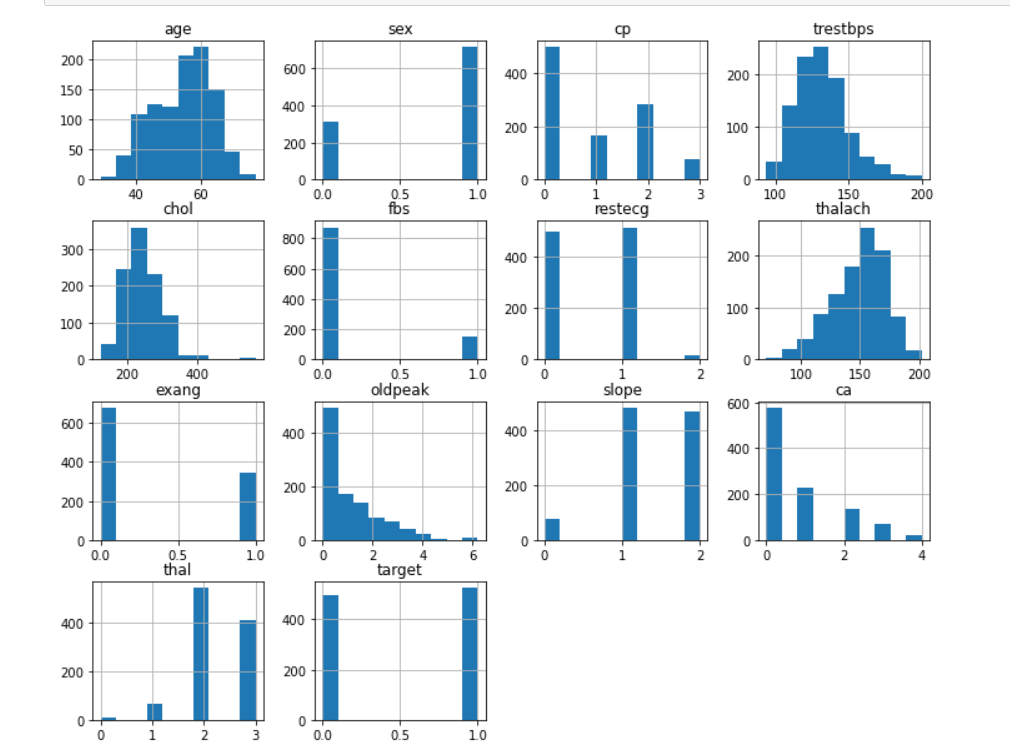 age sex cp trestbps
200 150 100 50 0
40 60
600 400 200 0
0.0 0.5 1.0
400 200 0
0 1 2 3
200 100 0
100 150 200
chol fbs restecg thalach
300 200 100 0
200 400
800 600 400 200 0
0.0 0.5 1.0
400 200 0
0 1 2
200 100 0
100 150 200
exang oldpeak slope ca
600 400 200 0
0.0 0.5 1.0
400 200 0
0 2 4 6
400 200 0
0 1 2
600 400 200 0
0 2 4
thal target
400 200 0
0 1 2 3
400 200 0
0.0 0.5 1.0